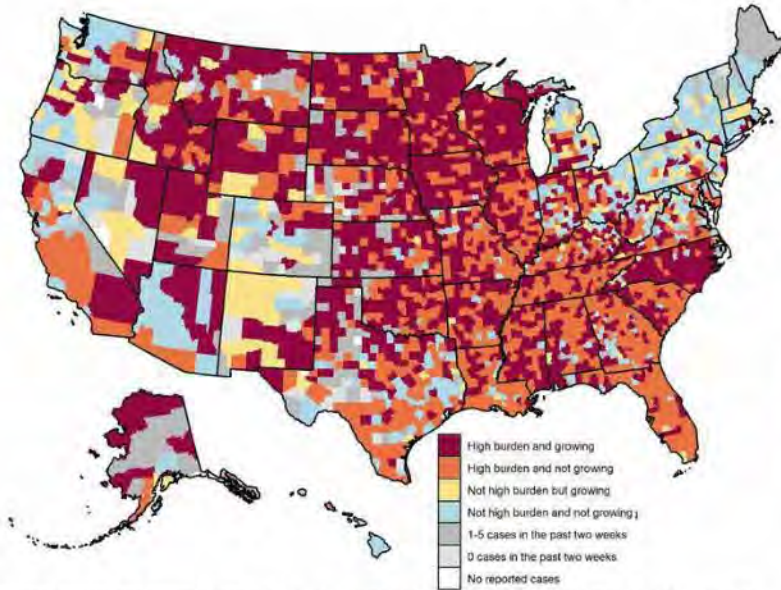 High burden and growing
High burden and not growing
Not high burden but growing
Not high burden and not growing
1-5 cases in the past two weeks
0 cases in the past two weeks
No reported cases